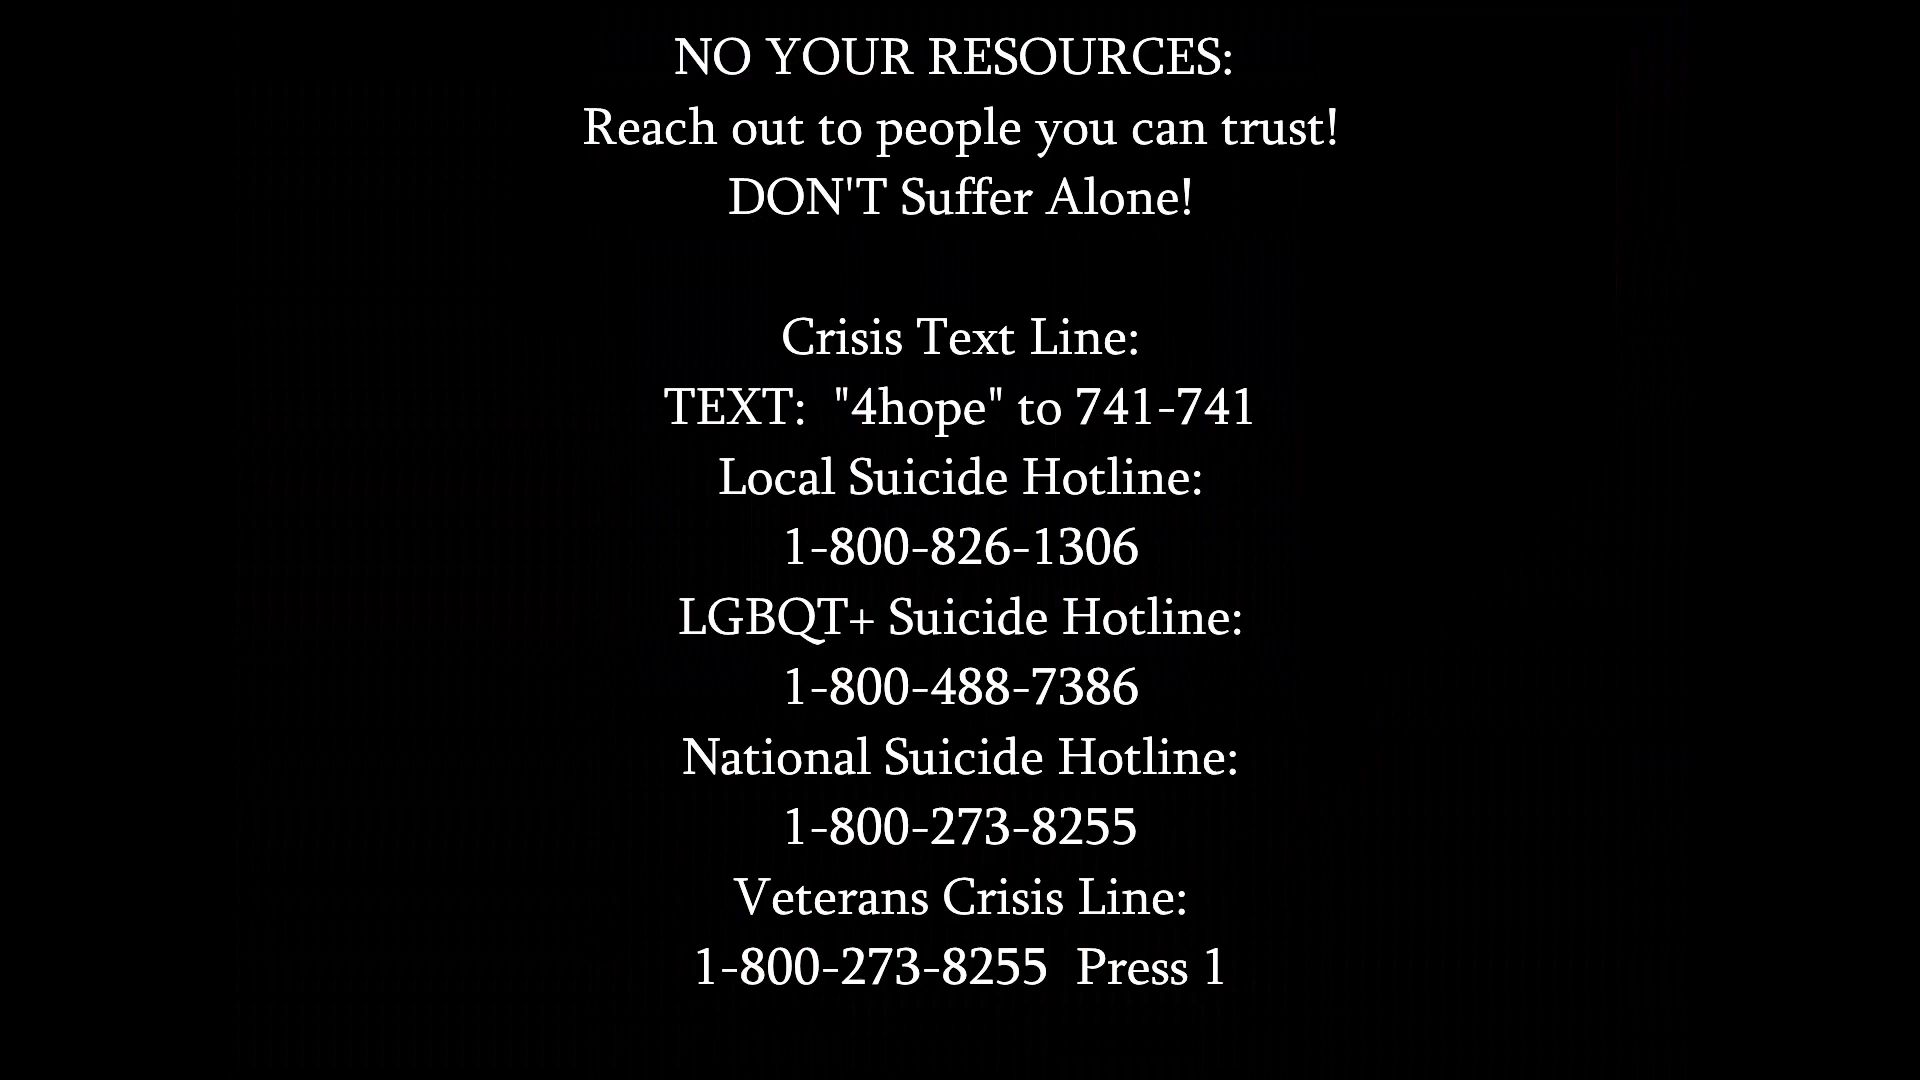 NO YOUR RESOURCES:
Reach out to people you can trust!
DON'T Suffer Alone!
Crisis Text Line:
TEXT:  "4hope" to 741-741
Local Suicide Hotline:
1-800-826-1306
LGBQT+ Suicide Hotline:
1-800-488-7386
National Suicide Hotline:
1-800-273-8255
Veterans Crisis Line:
1-800-273-8255  Press 1